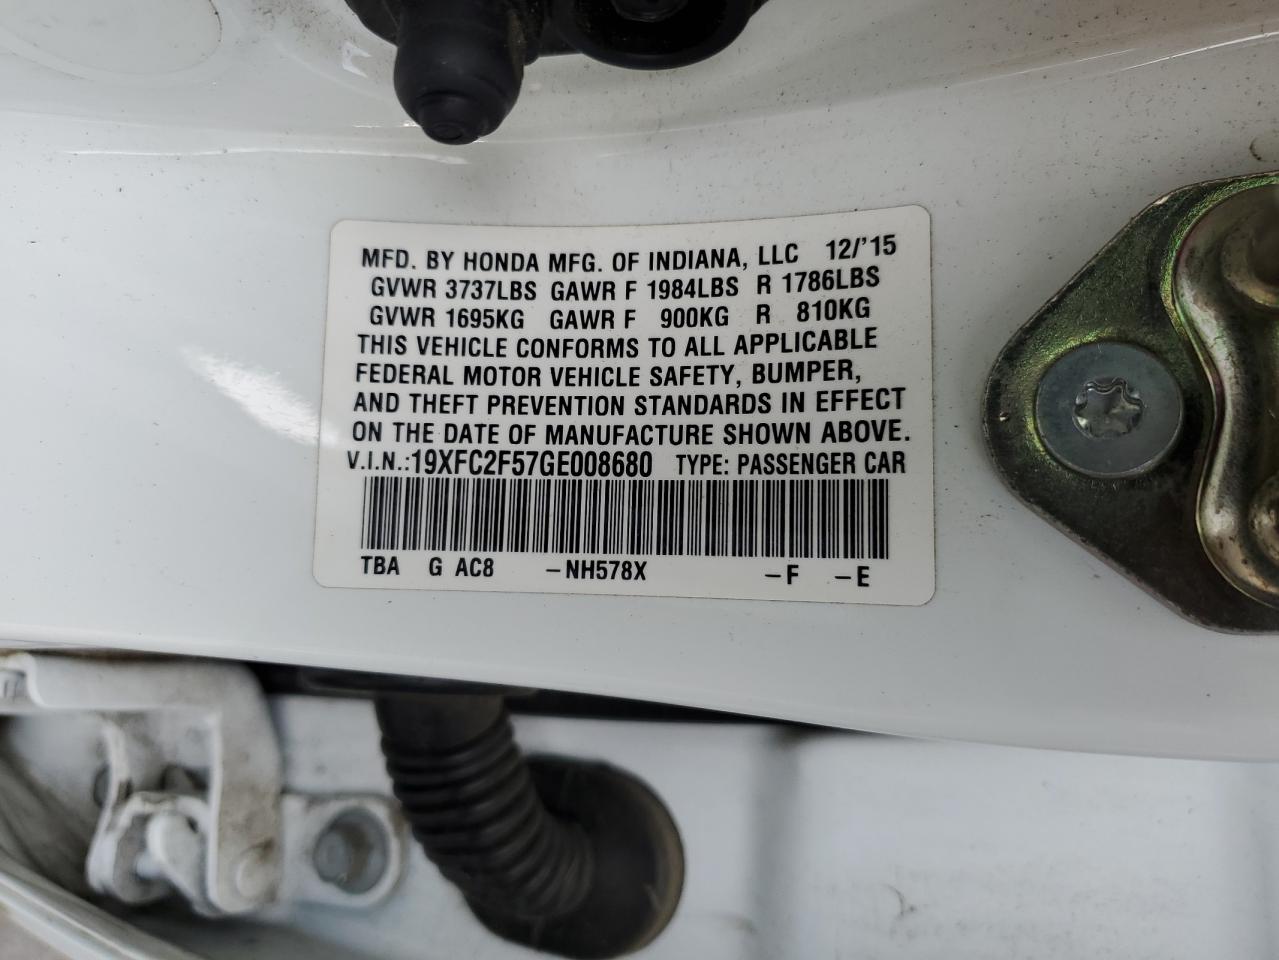 MFD. BY HONDA MFG. OF INDIANA, LLC 12/'15
GVWR 3737LBS GAWR F 1984LBS R 1786LBS
GVWR 1695KG GAWR F 900KG R 810KG
THIS VEHICLE CONFORMS TO ALL APPLICABLE
FEDERAL MOTOR VEHICLE SAFETY, BUMPER,
AND THEFT PREVENTION STANDARDS IN EFFECT
ON THE DATE OF MANUFACTURE SHOWN ABOVE.
V.I.N.:19XFC2F57GE008680 TYPE: PASSENGER CAR
TBA G AC8 –NH578X –F –E